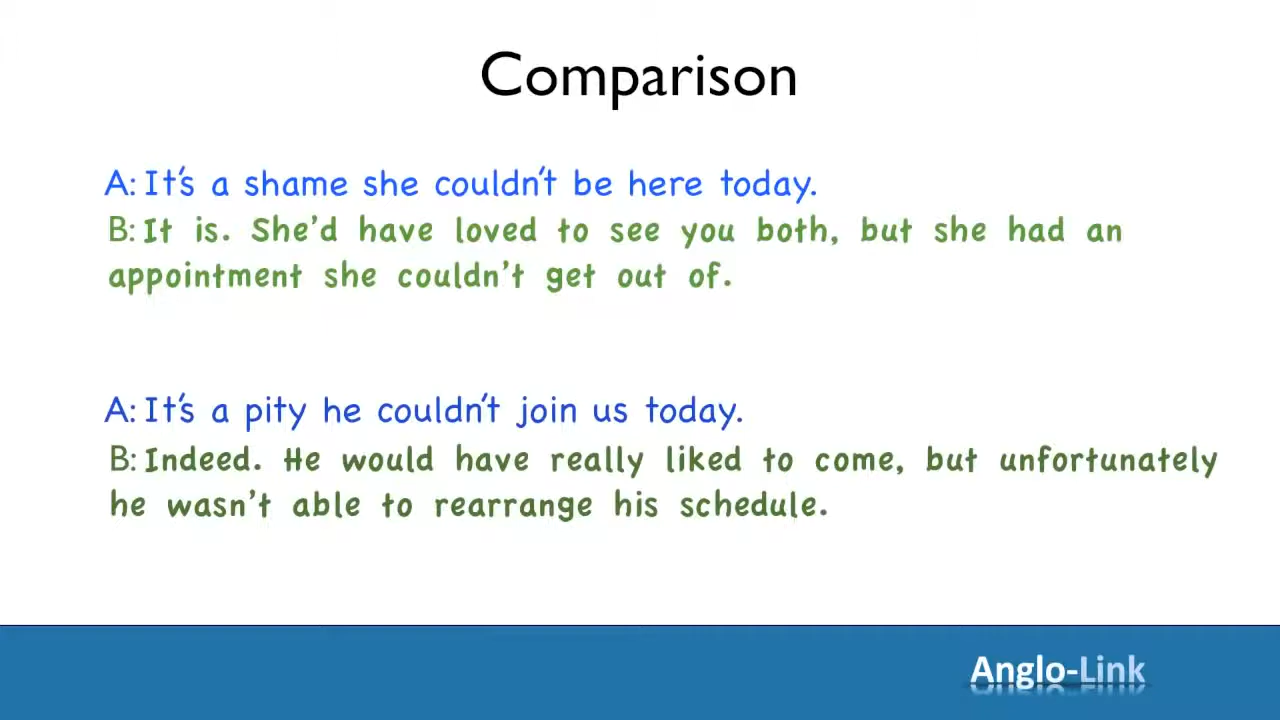 Comparison
A: It's a shame she couldn't be here today.
B: It is. She'd have loved to see you both, but she had an
appointment she couldn't get out of.
A: It's a pity he couldn't join us today.
B: Indeed. He would have really liked to come, but unfortunately
he wasn't able to rearrange his schedule.
Anglo-Link